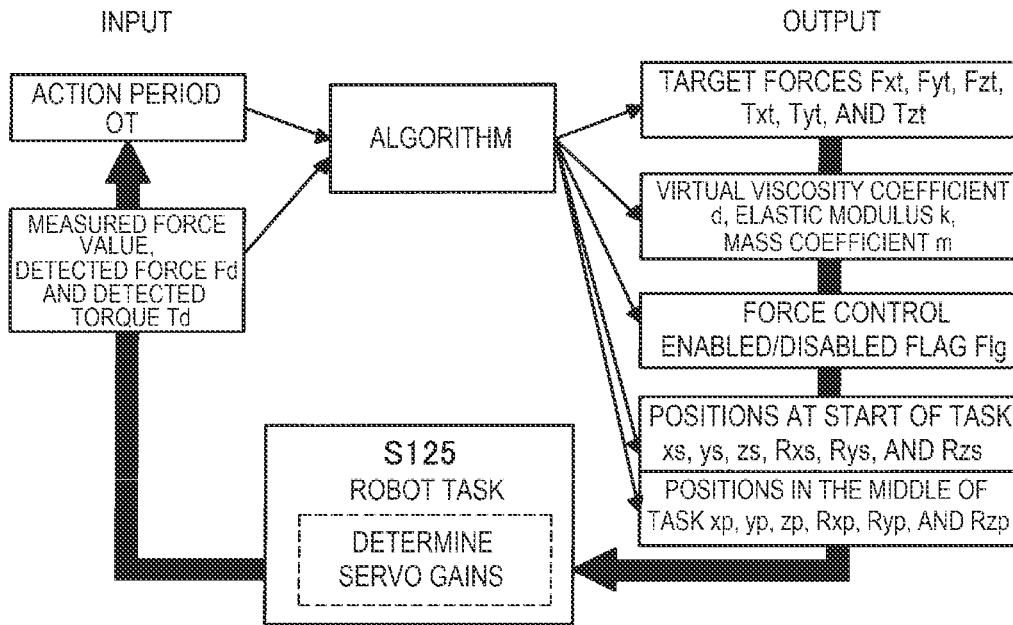 INPUT
OUTPUT
ACTION PERIOD
OT
MEASURED FORCE
VALUE,
DETECTED FORCE Fd
AND DETECTED
TORQUE Td
ALGORITHM
TARGET FORCES Fxt, Fyt, Fzt,
Txt, Tyt, AND Tzt
VIRTUAL VISCOSITY COEFFICIENT
d, ELASTIC MODULUS k,
MASS COEFFICIENT m
FORCE CONTROL
ENABLED/DISABLED FLAG Flg
POSITIONS AT START OF TASK
xs, ys, zs, Rxs, Rys, AND Rzs
POSITIONS IN THE MIDDLE OF
TASK xp, yp, zp, Rxp, Ryp, AND Rzp
S125
ROBOT TASK
DETERMINE
SERVO GAINS